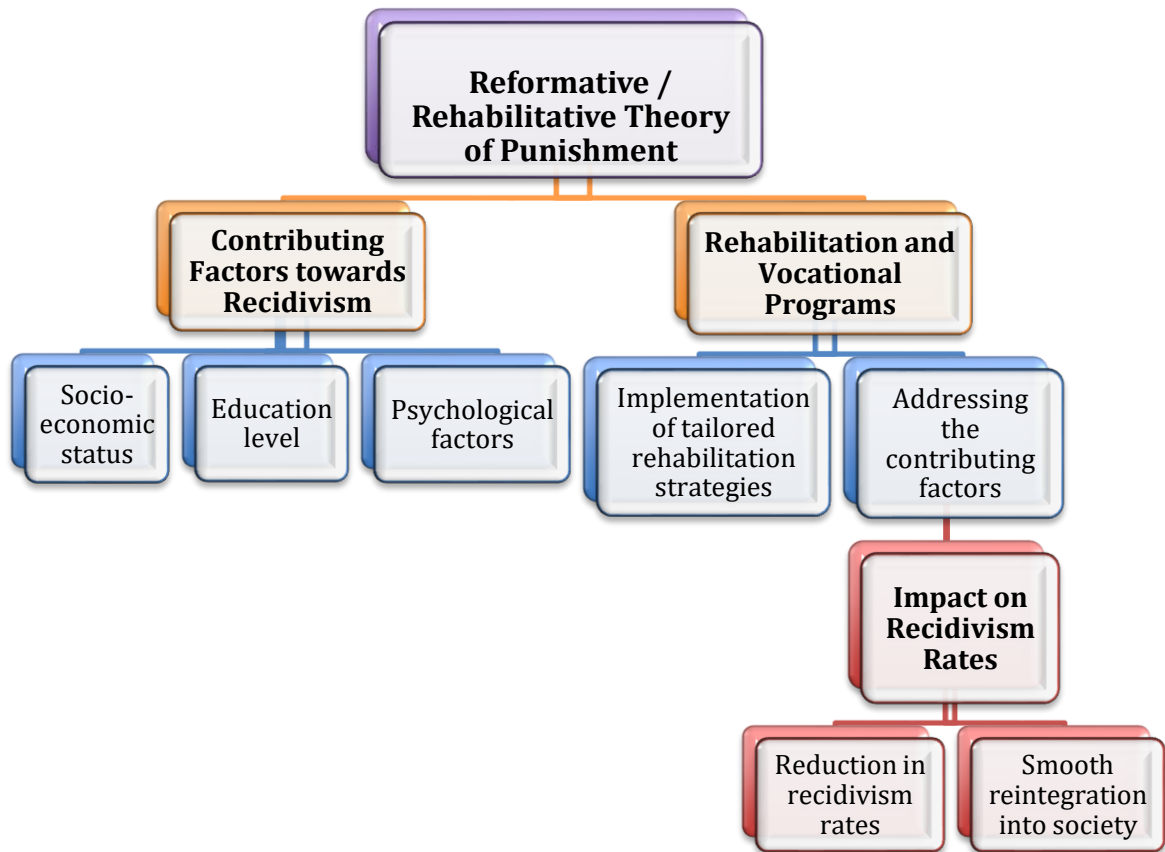 Reformative /
Rehabilitative Theory
of Punishment
Contributing
Factors towards
Recidivism
Rehabilitation and
Vocational
Programs
Socio-
economic
status
Education
level
Psychological
factors
Implementation
of tailored
rehabilitation
strategies
Addressing
the
contributing
factors
Impact on
Recidivism
Rates
Reduction in
recidivism
rates
Smooth
reintegration
into society